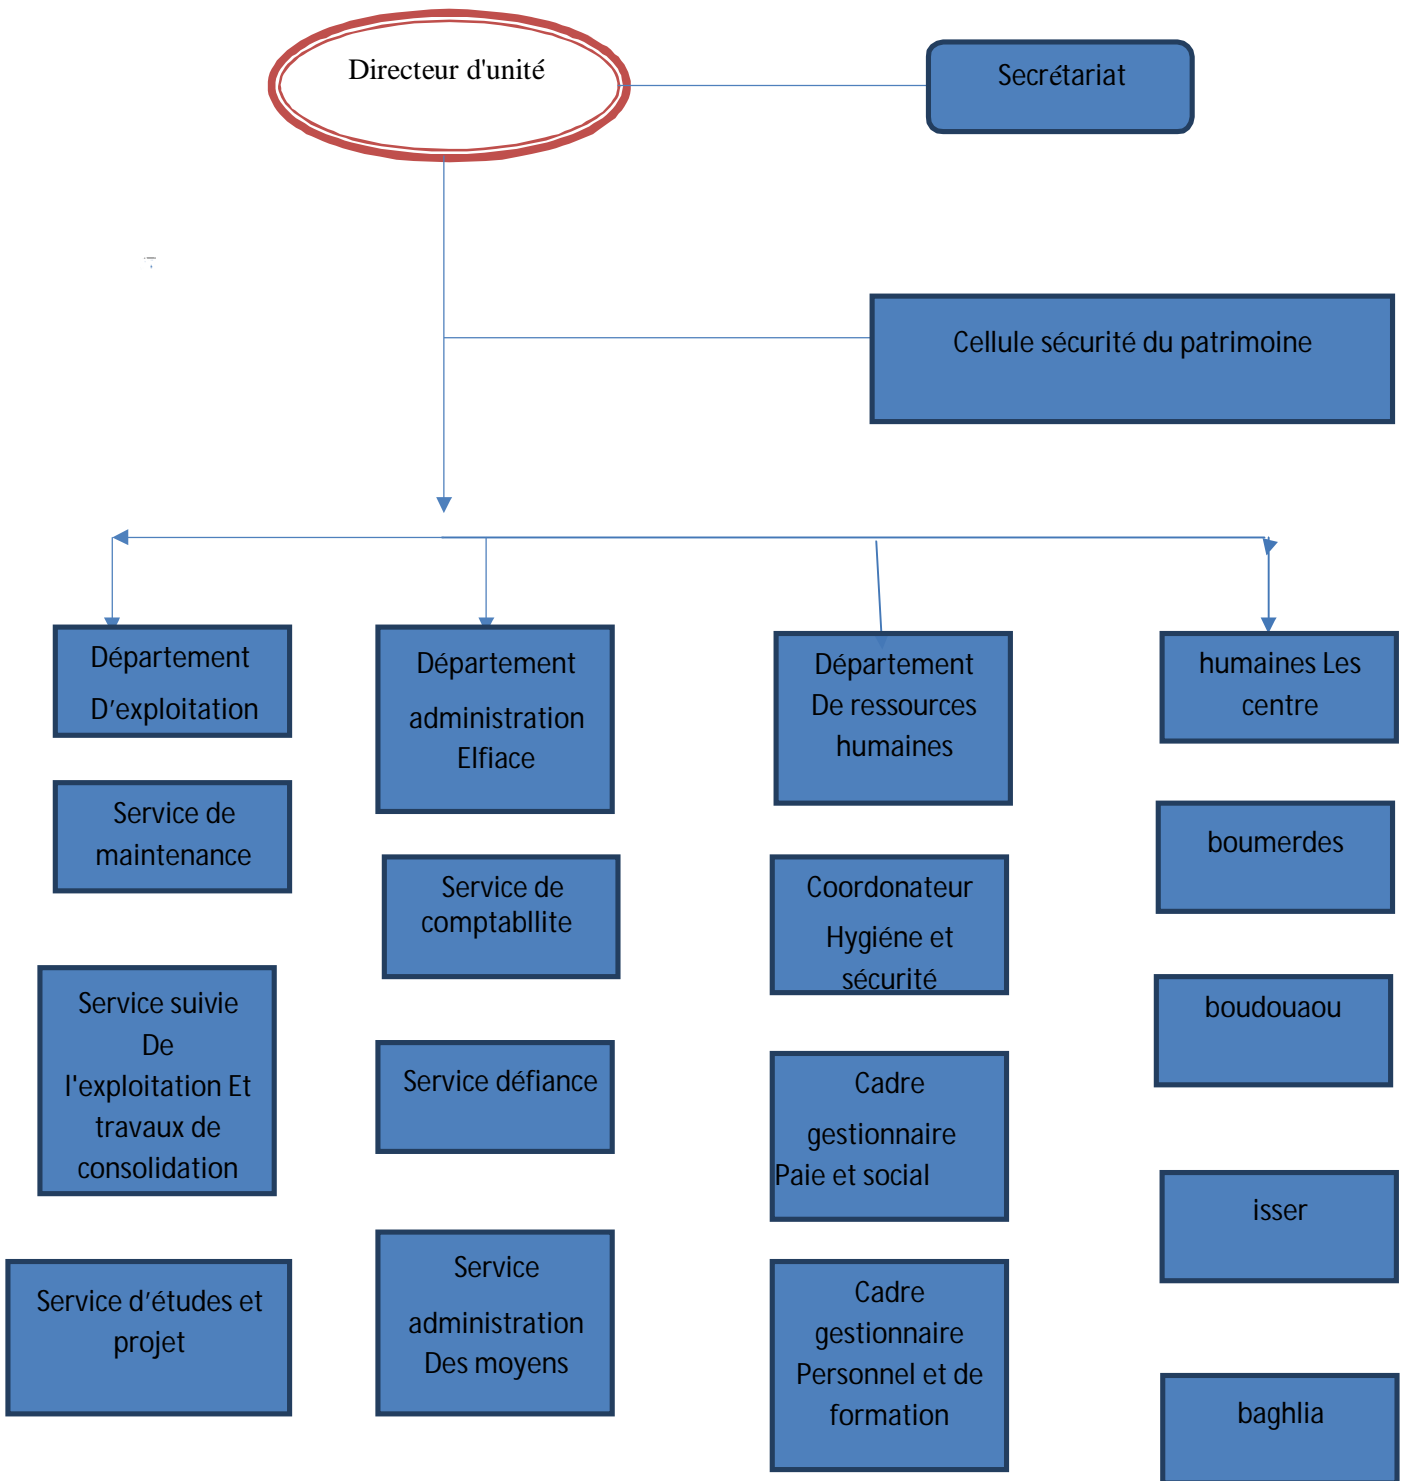 Directeur d'unité
Secrétariat
Cellule sécurité du patrimoine
Département
D'exploitation
Service de
maintenance
Service suivie
De
l'exploitation Et
travaux de
consolidation
Service d'études et
projet
Département
administration
Elfiace
Service de
comptabllite
Service défiance
Service
administration
Des moyens
Département
De ressources
humaines
Coordonateur
Hygiéne et
sécurité
Cadre
gestionnaire
Paie et social
Cadre
gestionnaire
Personnel et de
formation
humaines Les
centre
boumerdes
boudouaou
isser
baghlia